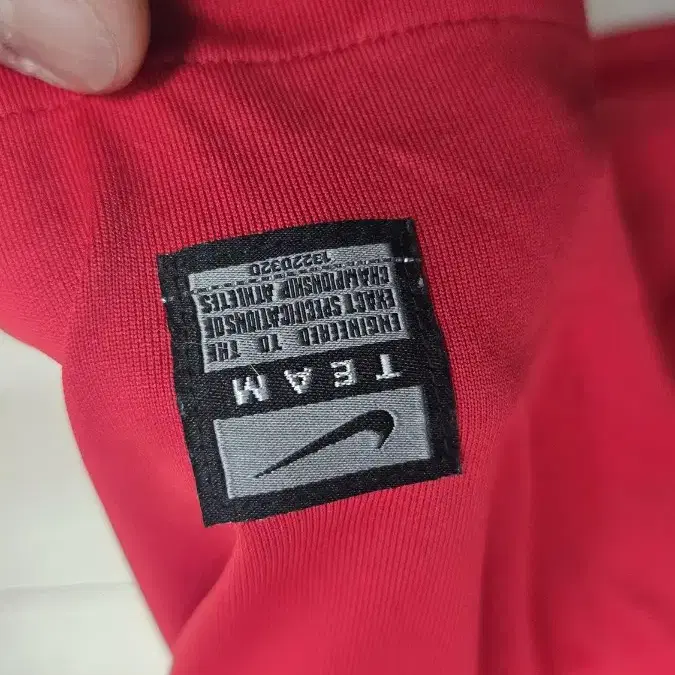 TEAM
ENGINEERED TO THE
EXACT SPECIFICATIONS OF
CHAMPIONSHIP ATHLETES
13220320